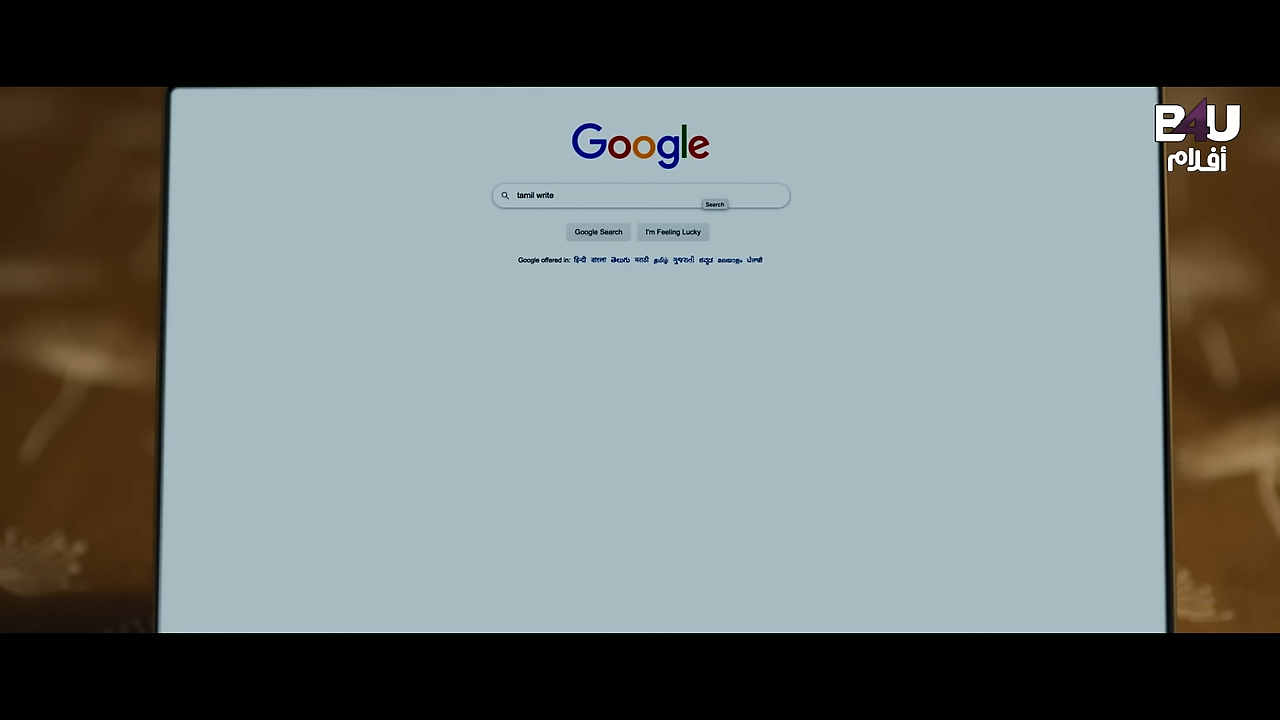 B4U
أفلام
Google
tamil write
Search
Google Search I'm Feeling Lucky
Google offered in: हिन्दी বাংলা తెలుగు मराठी தமிழ் ગુજરાતી ಕನ್ನಡ മലയാളം ਪੰਜਾਬੀ